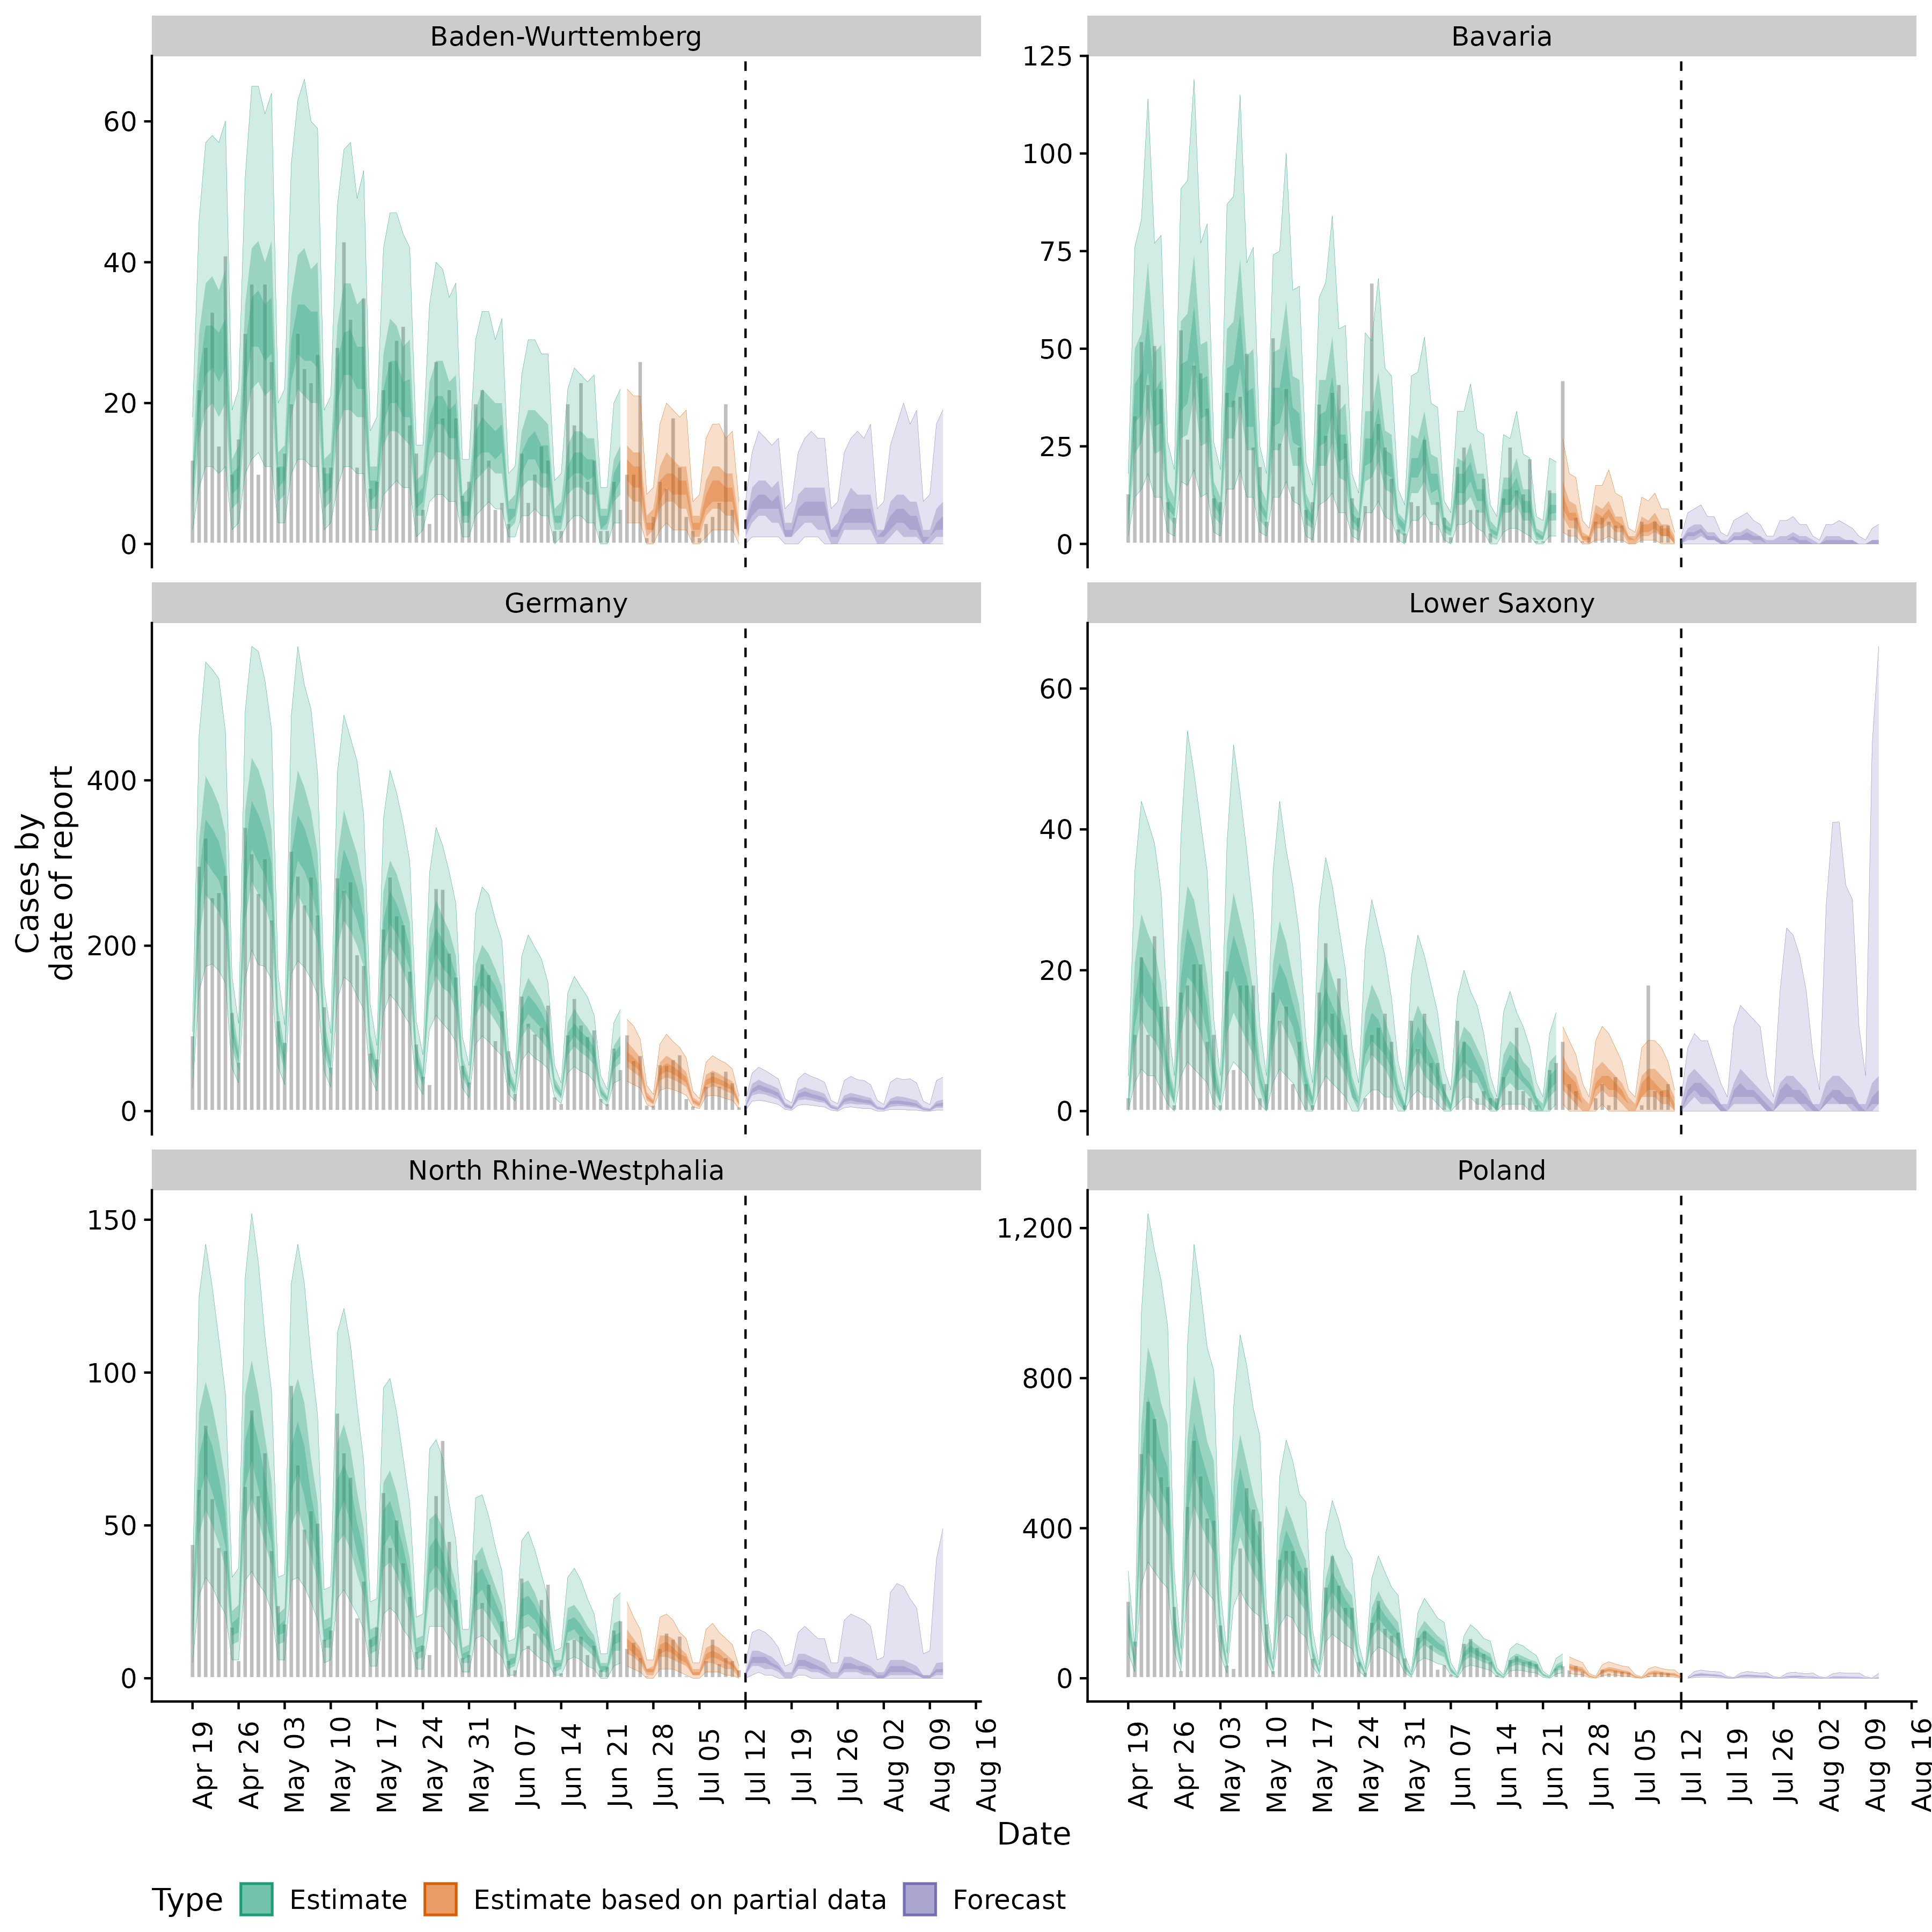 Baden-Wurttemberg
60
40
20
0
Bavaria
125
100
75
50
25
0
Germany
400
200
0
Lower Saxony
60
40
20
0
North Rhine-Westphalia
150
100
50
0
Poland
1,200
800
400
0
Cases by
date of report
Apr 19
Apr 26
May 03
May 10
May 17
May 24
May 31
Jun 07
Jun 14
Jun 21
Jun 28
Jul 05
Jul 12
Jul 19
Jul 26
Aug 02
Aug 09
Aug 16
Apr 19
Apr 26
May 03
May 10
May 17
May 24
May 31
Jun 07
Jun 14
Jun 21
Jun 28
Jul 05
Jul 12
Jul 19
Jul 26
Aug 02
Aug 09
Aug 16
Date
Type Estimate Estimate based on partial data Forecast